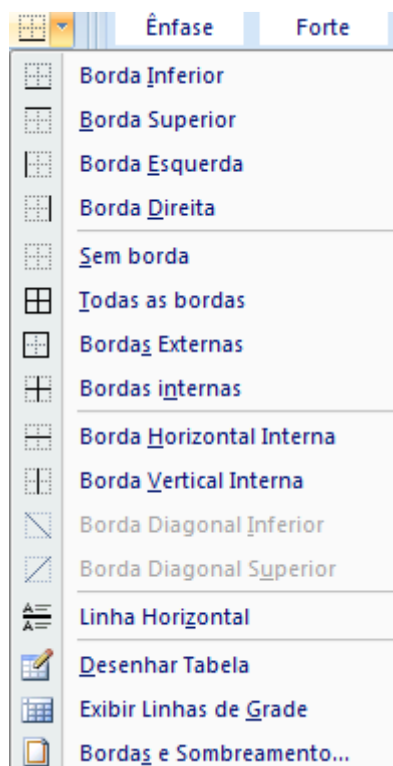 Ênfase Forte
Borda Inferior
Borda Superior
Borda Esquerda
Borda Direita
Sem borda
Todas as bordas
Bordas Externas
Bordas internas
Borda Horizontal Interna
Borda Vertical Interna
Borda Diagonal Inferior
Borda Diagonal Superior
Linha Horizontal
Desenhar Tabela
Exibir Linhas de Grade
Bordas e Sombreamento...